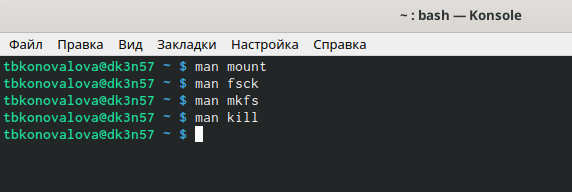 ~ : bash — Konsole
Файл Правка Вид Закладки Настройка Справка
tbkonovalova@dk3n57 ~ $ man mount
tbkonovalova@dk3n57 ~ $ man fsck
tbkonovalova@dk3n57 ~ $ man mkfs
tbkonovalova@dk3n57 ~ $ man kill
tbkonovalova@dk3n57 ~ $